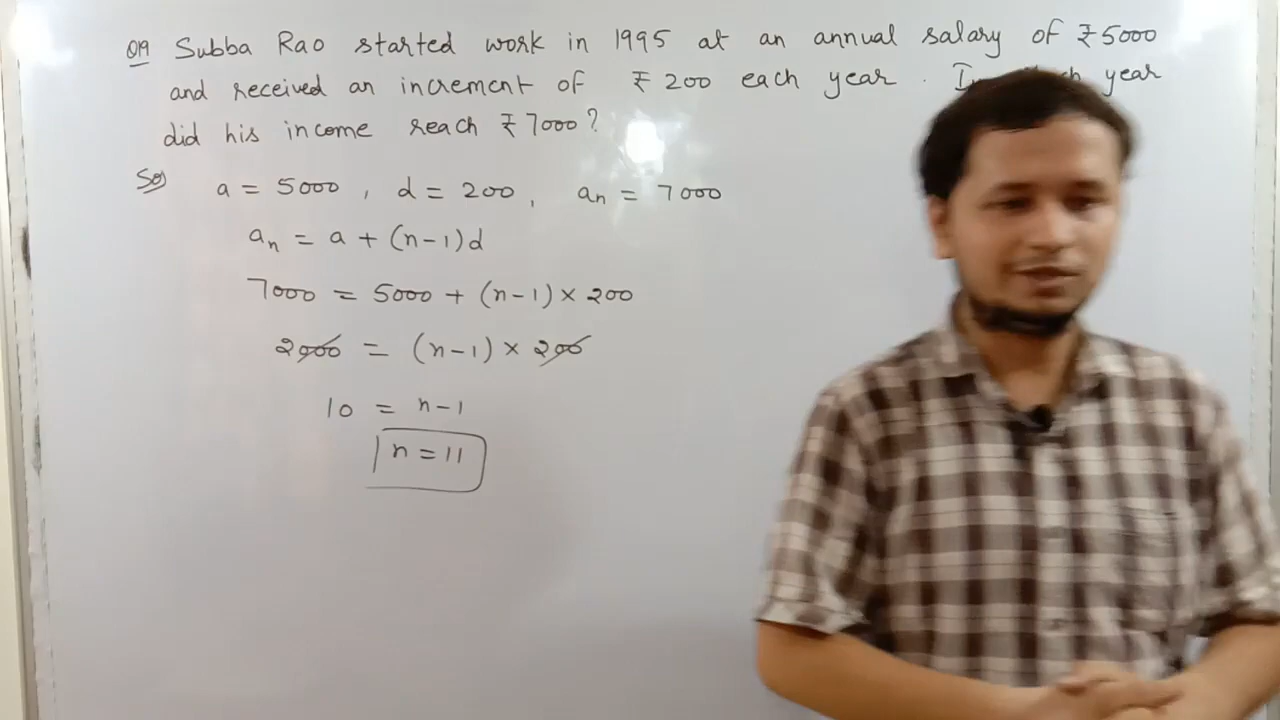 Q19 Subba Rao started work in 1995 at an annual salary of ₹5000
and received an increment of ₹200 each year. year
did his income reach ₹7000?
Sol a = 5000, d = 200, aₙ = 7000
aₙ = a + (n-1)d
7000 = 5000 + (n-1) × 200
2000 = (n-1) × 200
10 = n-1
n = 11